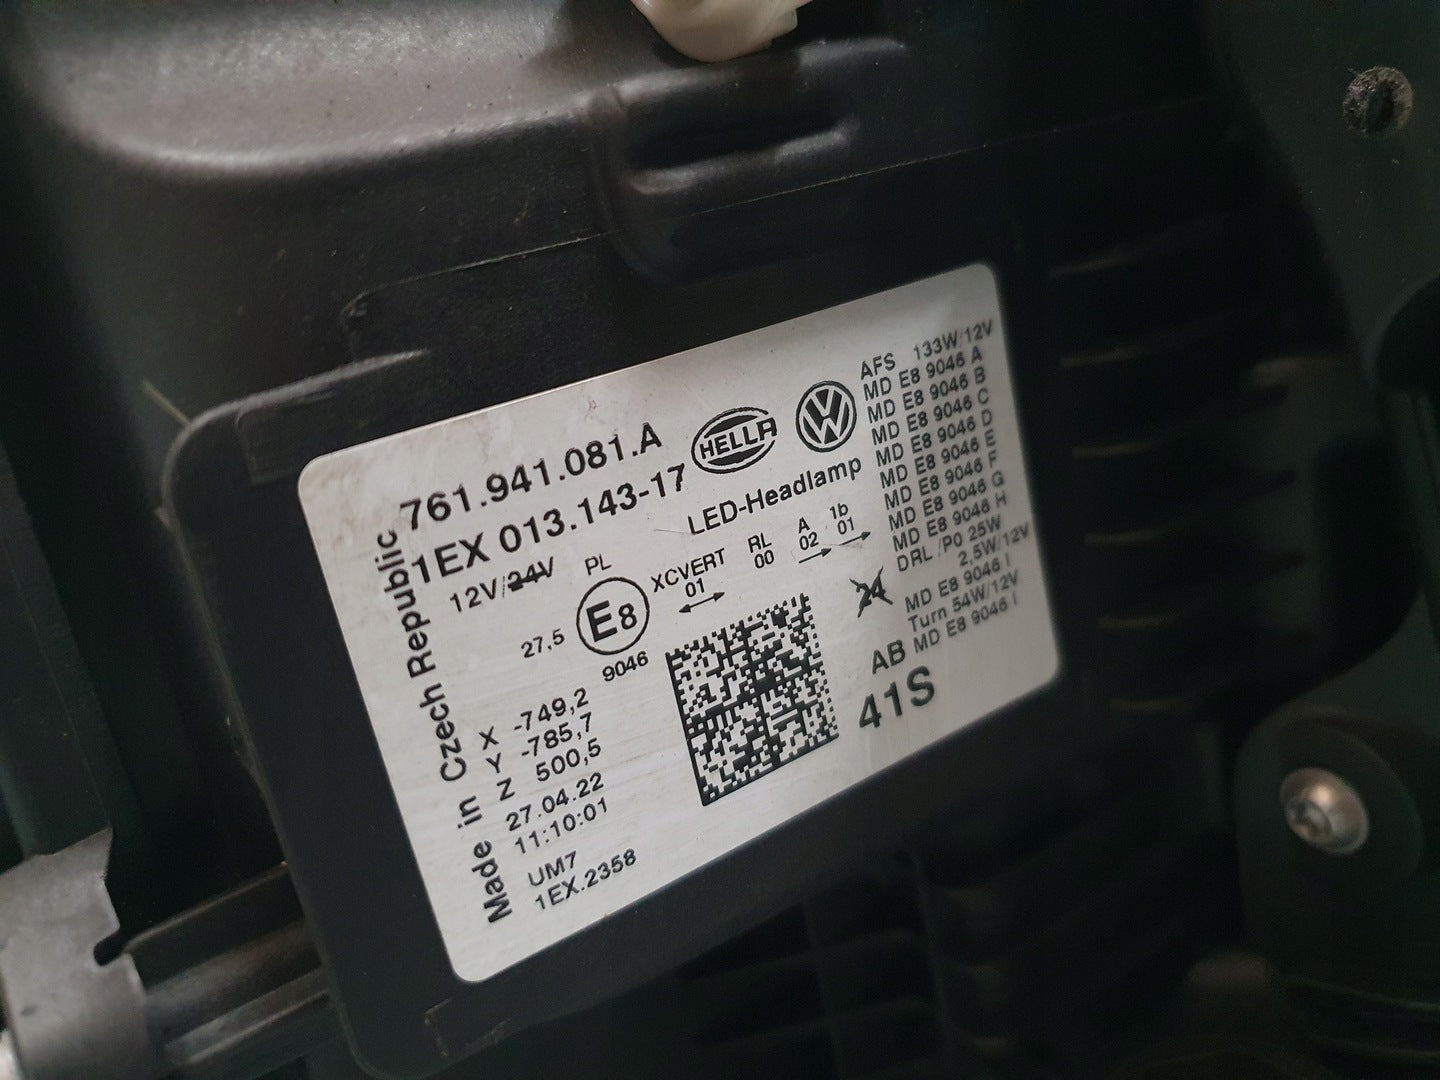 761.941.081.A
1EX 013.143-17
HELLA
LED-Headlamp
12V/24V
PL
27,5
E8
9046
XCVERT
01
RL
00
A
02
1b
01
24
AFS 133W/12V
MD E8 9046 A
MD E8 9046 B
MD E8 9046 C
MD E8 9046 D
MD E8 9046 E
MD E8 9046 F
MD E8 9046 G
MD E8 9046 H
DRL/P0 25W
2,5W/12V
MD E8 9046 I
Turn 54W/12V
MD E8 9046 I
AB
41S
X -749,2
Y -785,7
Z 500,5
27.04.22
11:10:01
UM7
1EX.2358
Made in Czech Republic